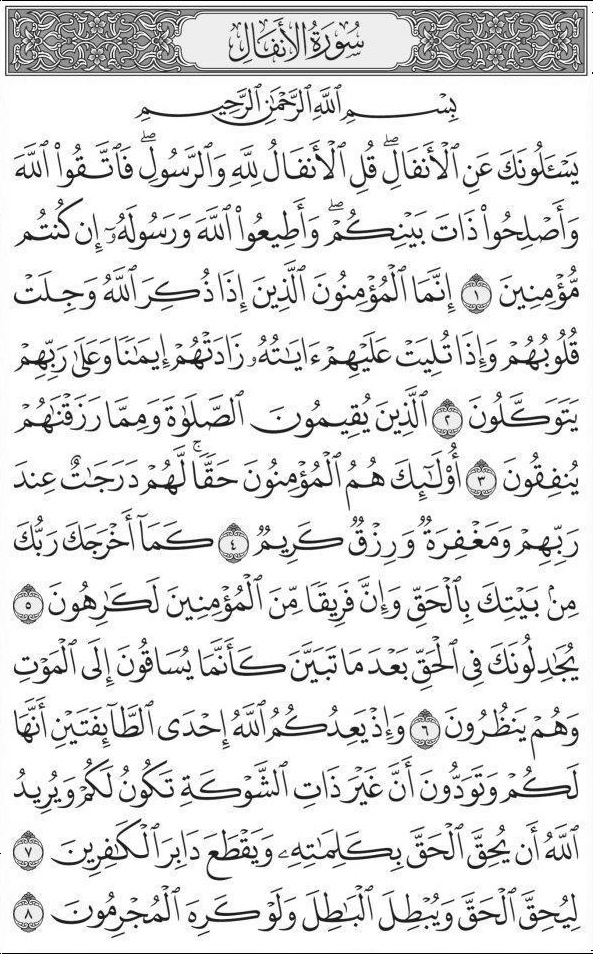 سُورَةُ الأَنفَالِ
بِسْمِ ٱللَّهِ ٱلرَّحْمَٰنِ ٱلرَّحِيمِ
يَسْـَٔلُونَكَ عَنِ ٱلْأَنفَالِۖ قُلِ ٱلْأَنفَالُ لِلَّهِ وَٱلرَّسُولِۖ فَٱتَّقُوا۟ ٱللَّهَ
وَأَصْلِحُوا۟ ذَاتَ بَيْنِكُمْۖ وَأَطِيعُوا۟ ٱللَّهَ وَرَسُولَهُۥٓ إِن كُنتُم
مُّؤْمِنِينَ ١ إِنَّمَا ٱلْمُؤْمِنُونَ ٱلَّذِينَ إِذَا ذُكِرَ ٱللَّهُ وَجِلَتْ
قُلُوبُهُمْ وَإِذَا تُلِيَتْ عَلَيْهِمْ ءَايَٰتُهُۥ زَادَتْهُمْ إِيمَٰنًا وَعَلَىٰ رَبِّهِمْ
يَتَوَكَّلُونَ ٢ ٱلَّذِينَ يُقِيمُونَ ٱلصَّلَوٰةَ وَمِمَّا رَزَقْنَٰهُمْ
يُنفِقُونَ ٣ أُو۟لَٰٓئِكَ هُمُ ٱلْمُؤْمِنُونَ حَقًّاۚ لَّهُمْ دَرَجَٰتٌ عِندَ
رَبِّهِمْ وَمَغْفِرَةٌ وَرِزْقٌ كَرِيمٌ ٤ كَمَآ أَخْرَجَكَ رَبُّكَ
مِنۢ بَيْتِكَ بِٱلْحَقِّ وَإِنَّ فَرِيقًا مِّنَ ٱلْمُؤْمِنِينَ لَكَٰرِهُونَ ٥
يُجَٰدِلُونَكَ فِى ٱلْحَقِّ بَعْدَ مَا تَبَيَّنَ كَأَنَّمَا يُسَاقُونَ إِلَى ٱلْمَوْتِ
وَهُمْ يَنظُرُونَ ٦ وَإِذْ يَعِدُكُمُ ٱللَّهُ إِحْدَى ٱلطَّآئِفَتَيْنِ أَنَّهَا
لَكُمْ وَتَوَدُّونَ أَنَّ غَيْرَ ذَاتِ ٱلشَّوْكَةِ تَكُونُ لَكُمْ وَيُرِيدُ
ٱللَّهُ أَن يُحِقَّ ٱلْحَقَّ بِكَلِمَٰتِهِۦ وَيَقْطَعَ دَابِرَ ٱلْكَٰفِرِينَ ٧
لِيُحِقَّ ٱلْحَقَّ وَيُبْطِلَ ٱلْبَٰطِلَ وَلَوْ كَرِهَ ٱلْمُجْرِمُونَ ٨